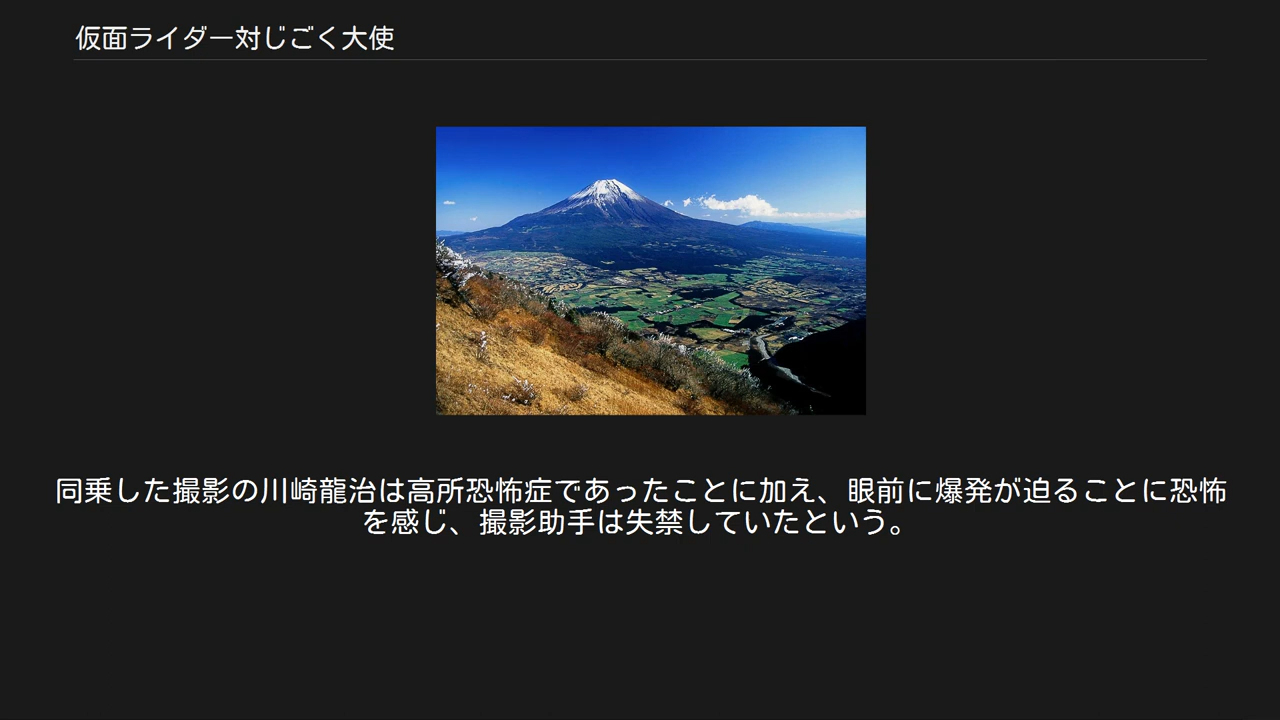 仮面ライダー対じごく大使
同乗した撮影の川崎龍治は高所恐怖症であったことに加え、眼前に爆発が迫ることに恐怖
を感じ、撮影助手は失禁していたという。